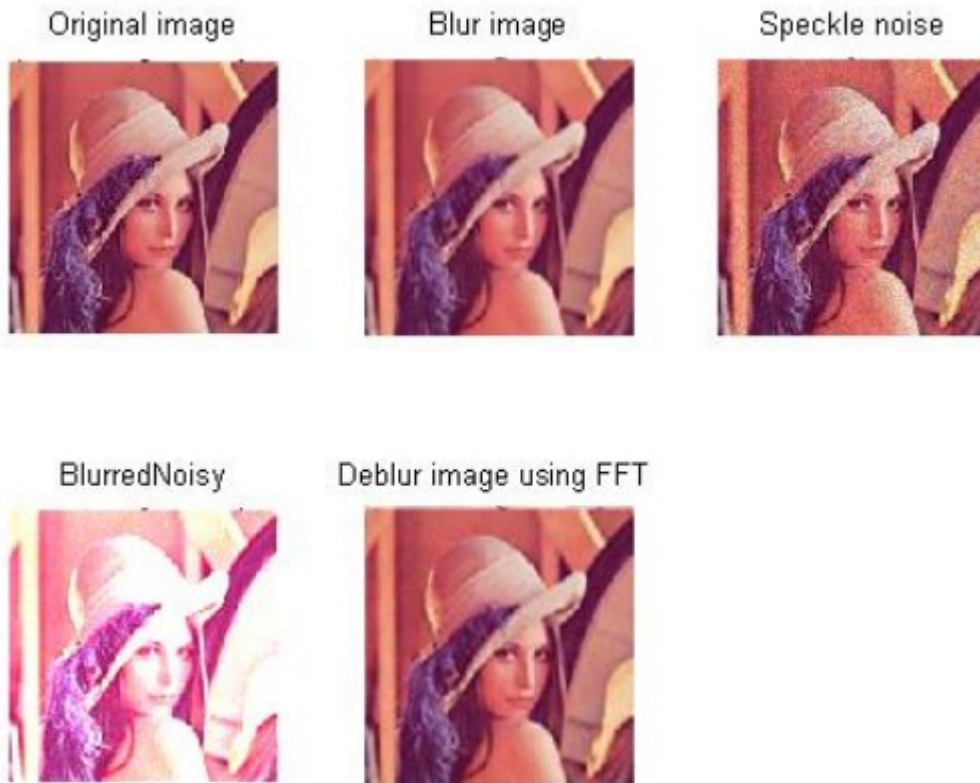 Original image
Blur image
Speckle noise
BlurredNoisy
Deblur image using FFT